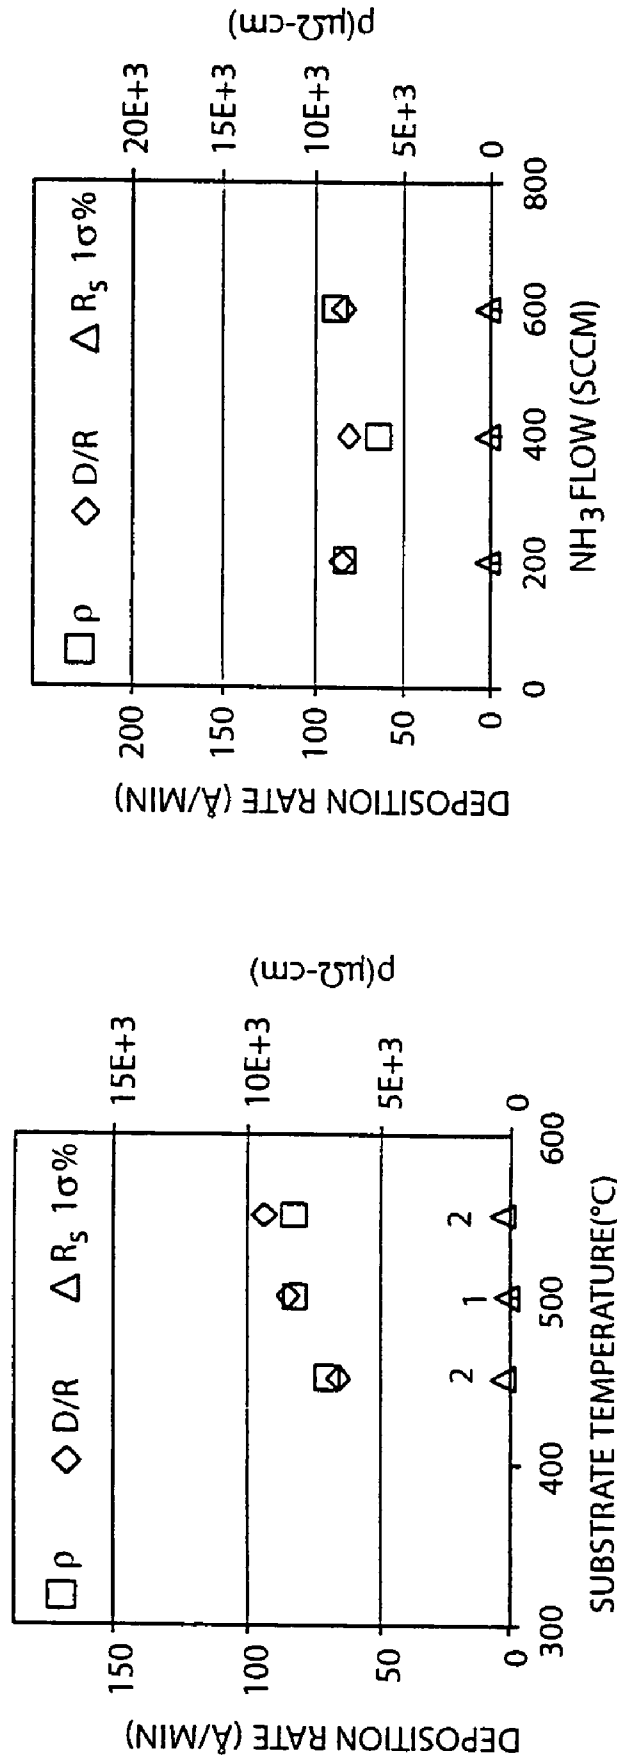 DEPOSITION RATE (Å/MIN)
150
100
50
0
□ ρ ◇ D/R △ Rs 1σ%
2 1 2
15E+3
10E+3
5E+3
0
ρ(μΩ-cm)
300 400 500 600
SUBSTRATE TEMPERATURE(°C)
DEPOSITION RATE (Å/MIN)
200
150
100
50
0
□ ρ ◇ D/R △ Rs 1σ%
20E+3
15E+3
10E+3
5E+3
0
ρ(μΩ-cm)
0 200 400 600 800
NH3 FLOW (SCCM)